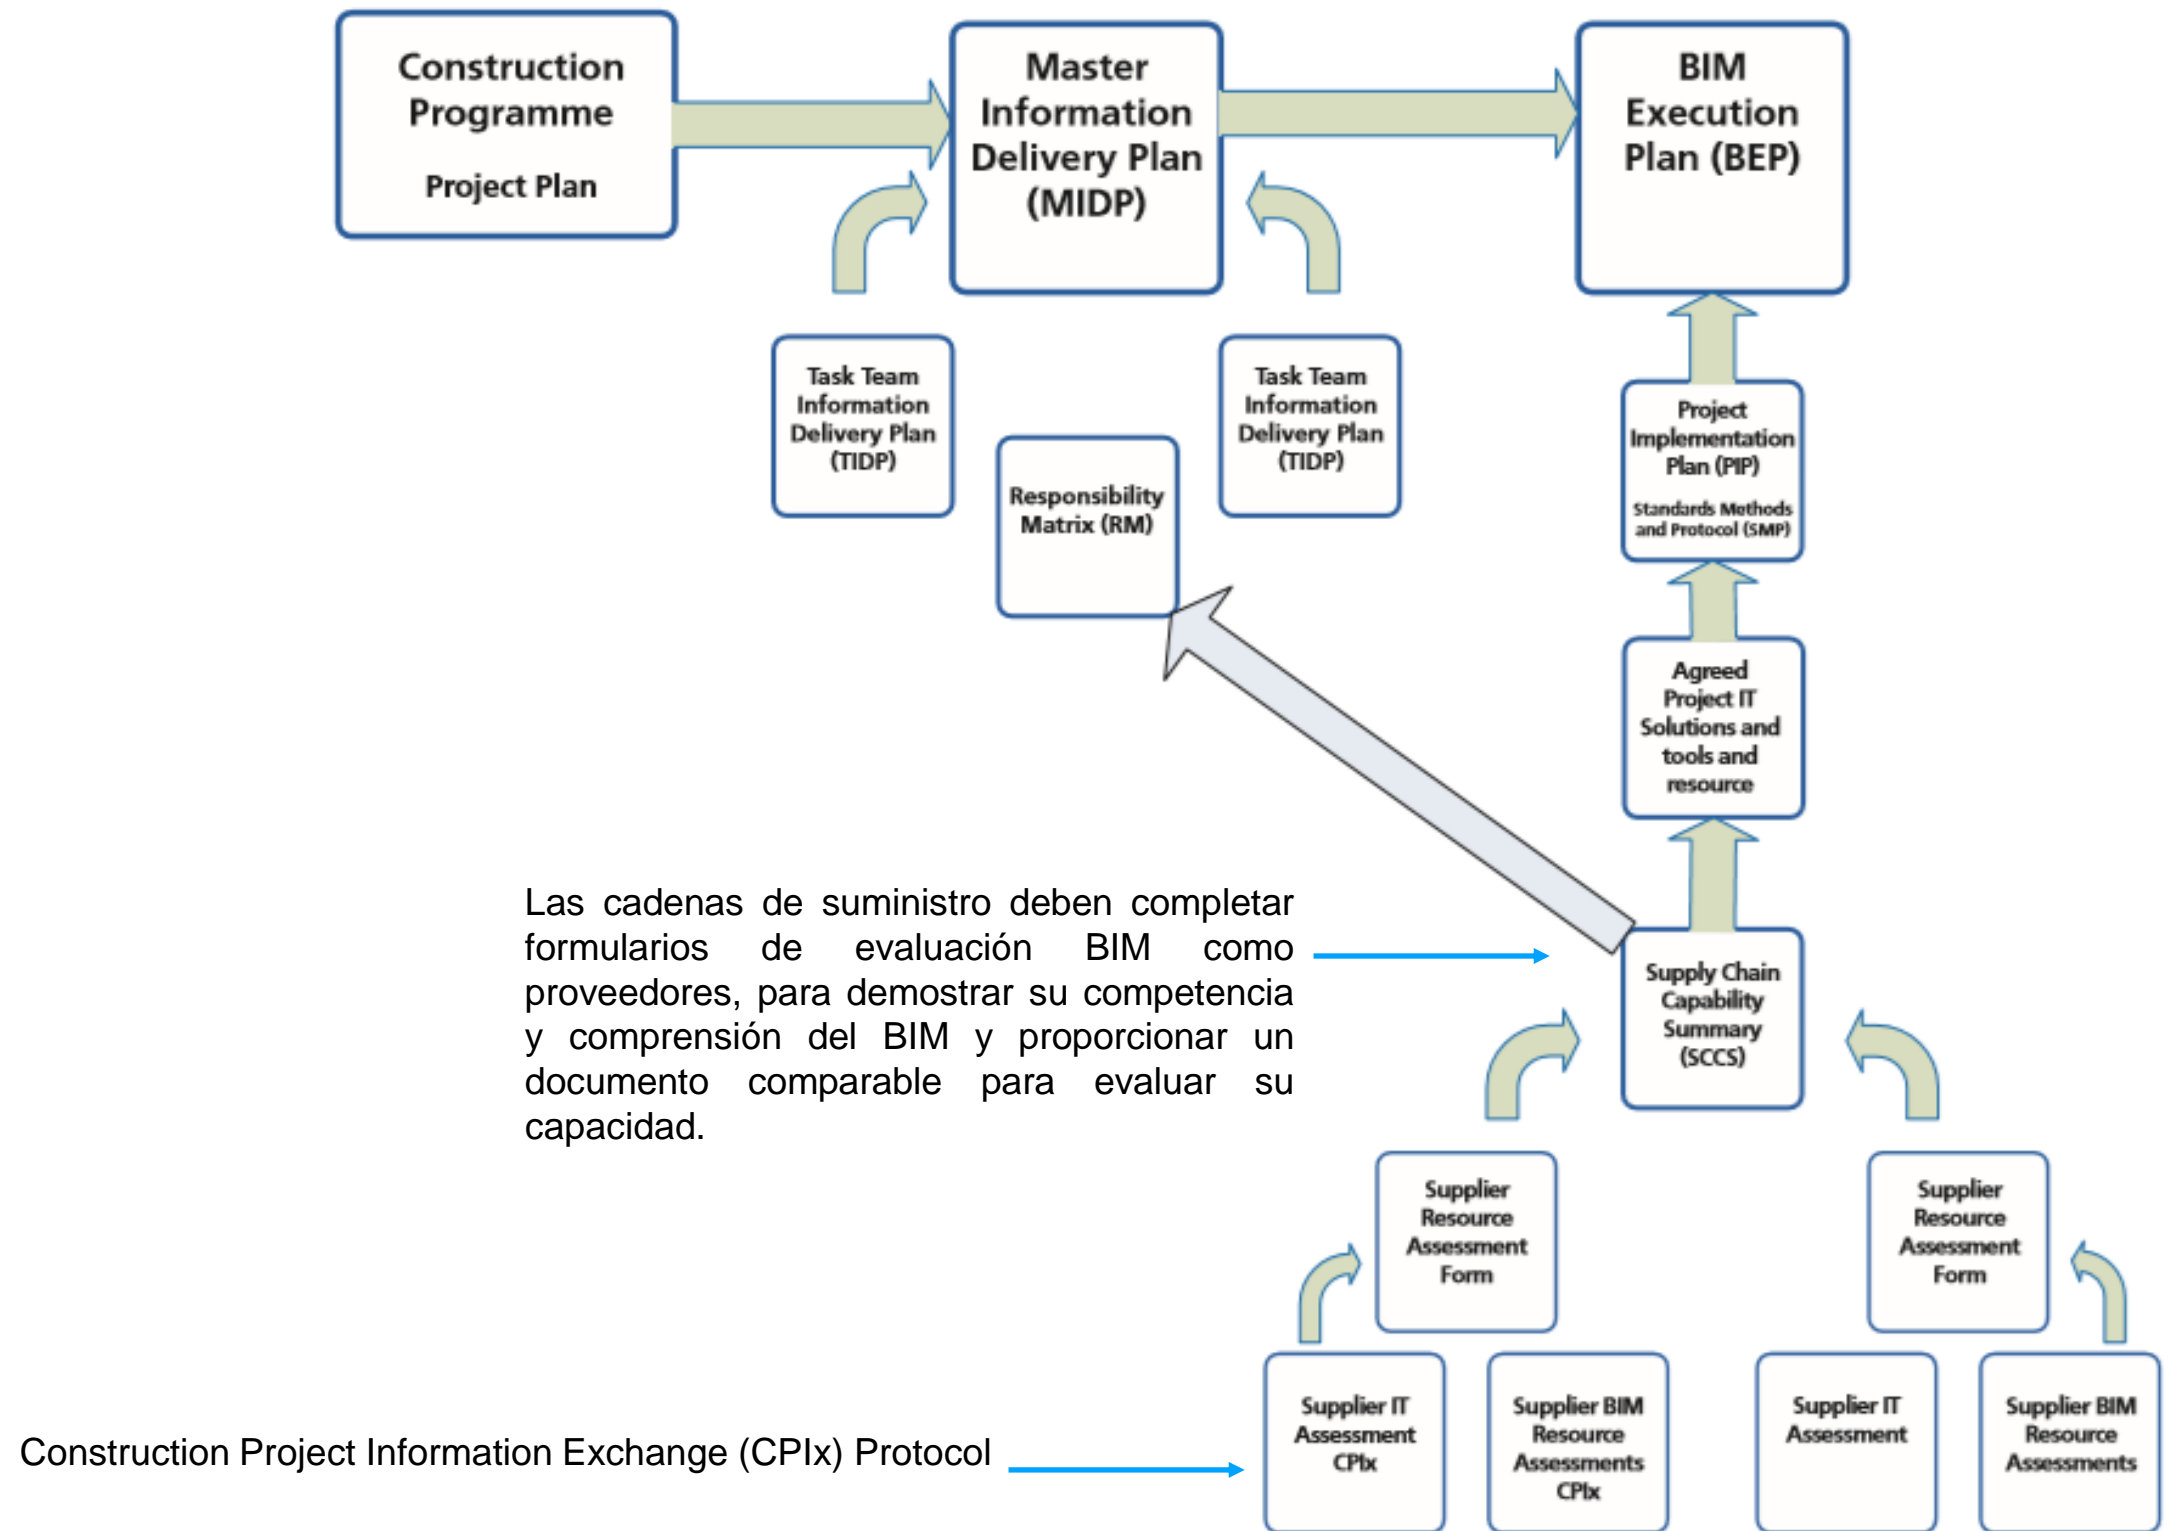 Construction
Programme
Project Plan
Master
Information
Delivery Plan
(MIDP)
BIM
Execution
Plan (BEP)
Task Team
Information
Delivery Plan
(TIDP)
Responsibility
Matrix (RM)
Task Team
Information
Delivery Plan
(TIDP)
Project
Implementation
Plan (PIP)
Standards Methods
and Protocol (SMP)
Agreed
Project IT
Solutions and
tools and
resource
Las cadenas de suministro deben completar
formularios de evaluación BIM como
proveedores, para demostrar su competencia
y comprensión del BIM y proporcionar un
documento comparable para evaluar su
capacidad.
Supply Chain
Capability
Summary
(SCCS)
Supplier
Resource
Assessment
Form
Supplier
Resource
Assessment
Form
Construction Project Information Exchange (CPIx) Protocol
Supplier IT
Assessment
CPIx
Supplier BIM
Resource
Assessments
CPIx
Supplier IT
Assessment
Supplier BIM
Resource
Assessments